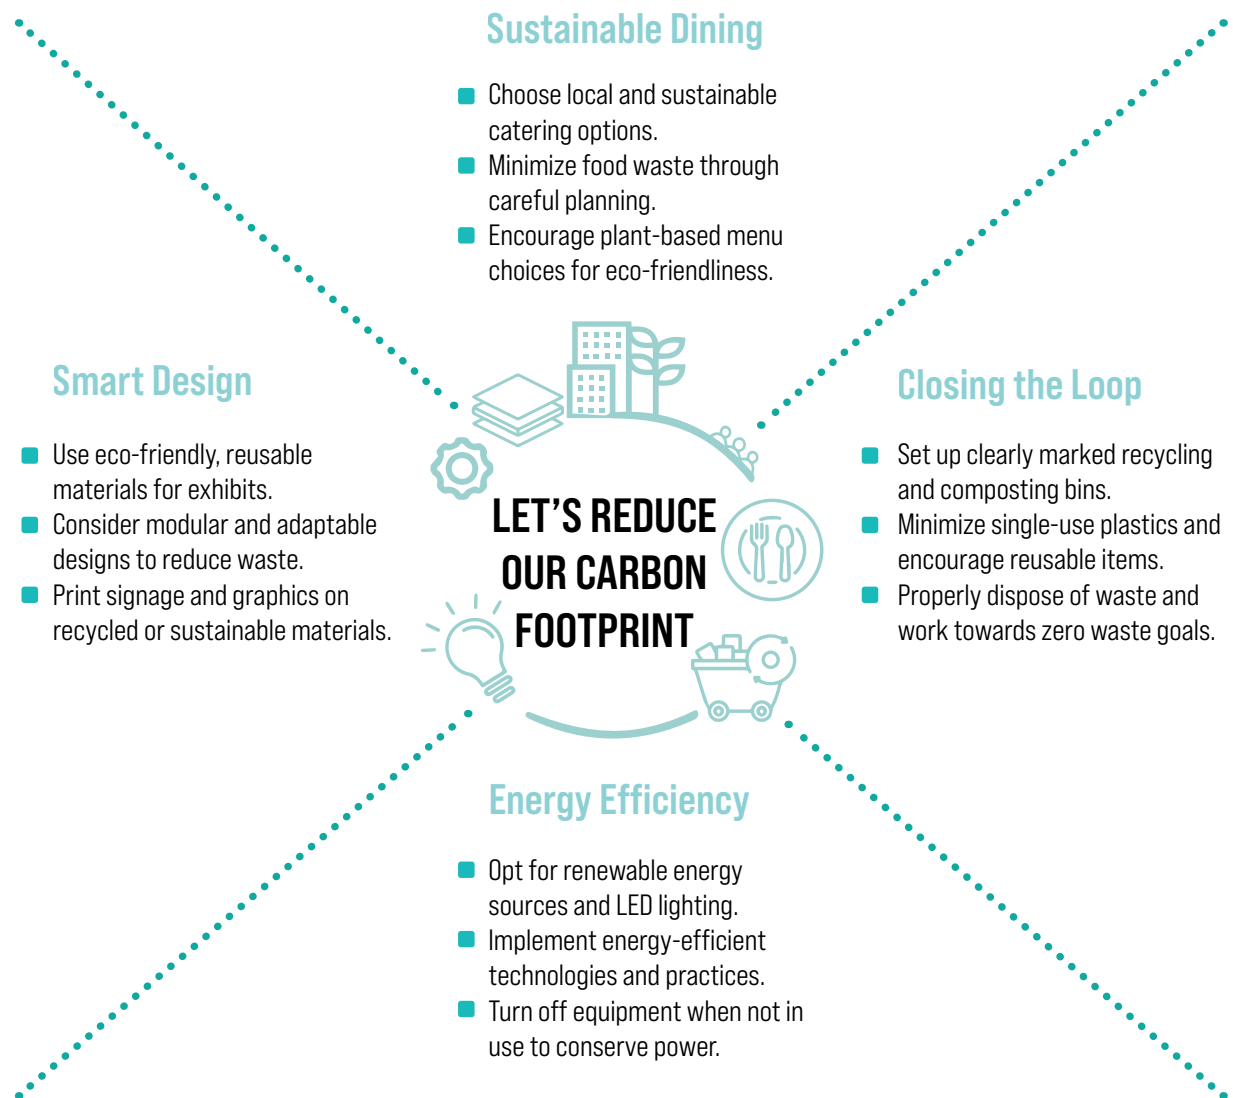 Sustainable Dining
Choose local and sustainable
catering options.
Minimize food waste through
careful planning.
Encourage plant-based menu
choices for eco-friendliness.
Smart Design
Use eco-friendly, reusable
materials for exhibits.
Consider modular and adaptable
designs to reduce waste.
Print signage and graphics on
recycled or sustainable materials.
LET’S REDUCE
OUR CARBON
FOOTPRINT
Closing the Loop
Set up clearly marked recycling
and composting bins.
Minimize single-use plastics and
encourage reusable items.
Properly dispose of waste and
work towards zero waste goals.
Energy Efficiency
Opt for renewable energy
sources and LED lighting.
Implement energy-efficient
technologies and practices.
Turn off equipment when not in
use to conserve power.